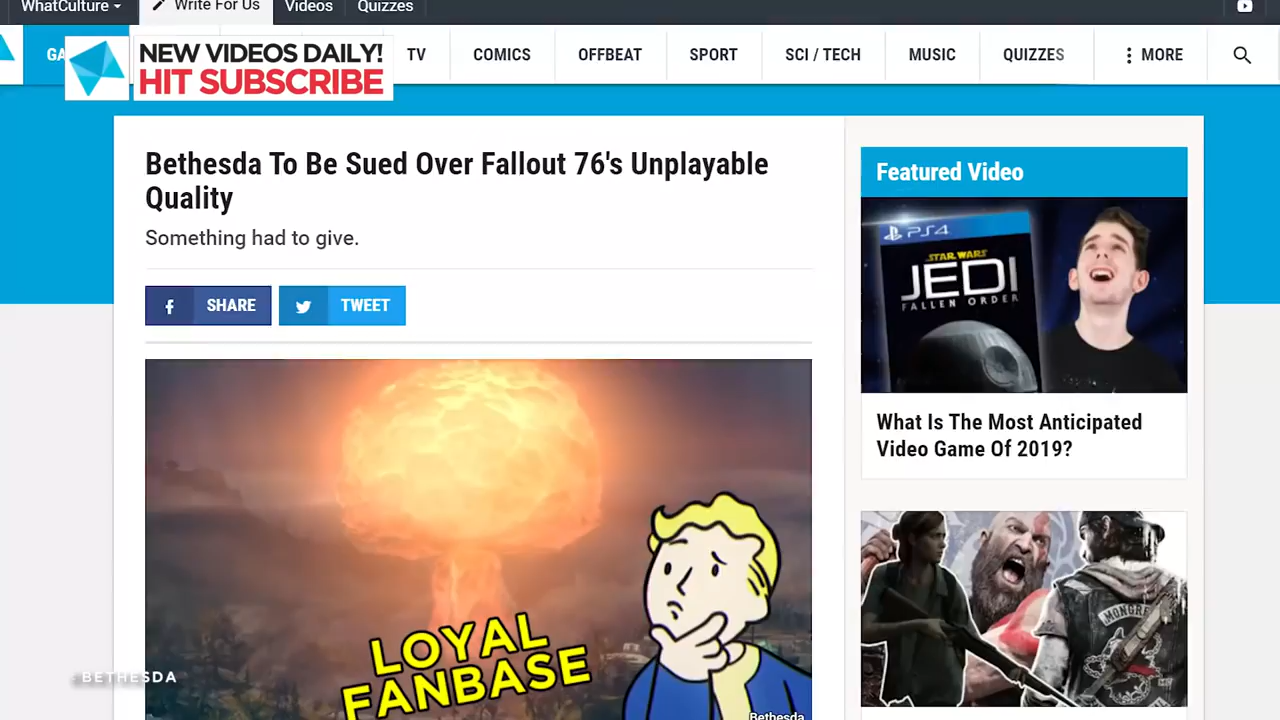 WhatCulture
Write For Us
Videos
Quizzes
GA
NEW VIDEOS DAILY!
HIT SUBSCRIBE
TV
COMICS
OFFBEAT
SPORT
SCI / TECH
MUSIC
QUIZZES
MORE
Bethesda To Be Sued Over Fallout 76's Unplayable
Quality
Something had to give.
SHARE
TWEET
LOYAL
FANBASE
Bethesda
BETHESDA
Featured Video
PS4
STAR WARS
JEDI
FALLEN ORDER
What Is The Most Anticipated
Video Game Of 2019?
MONGRE